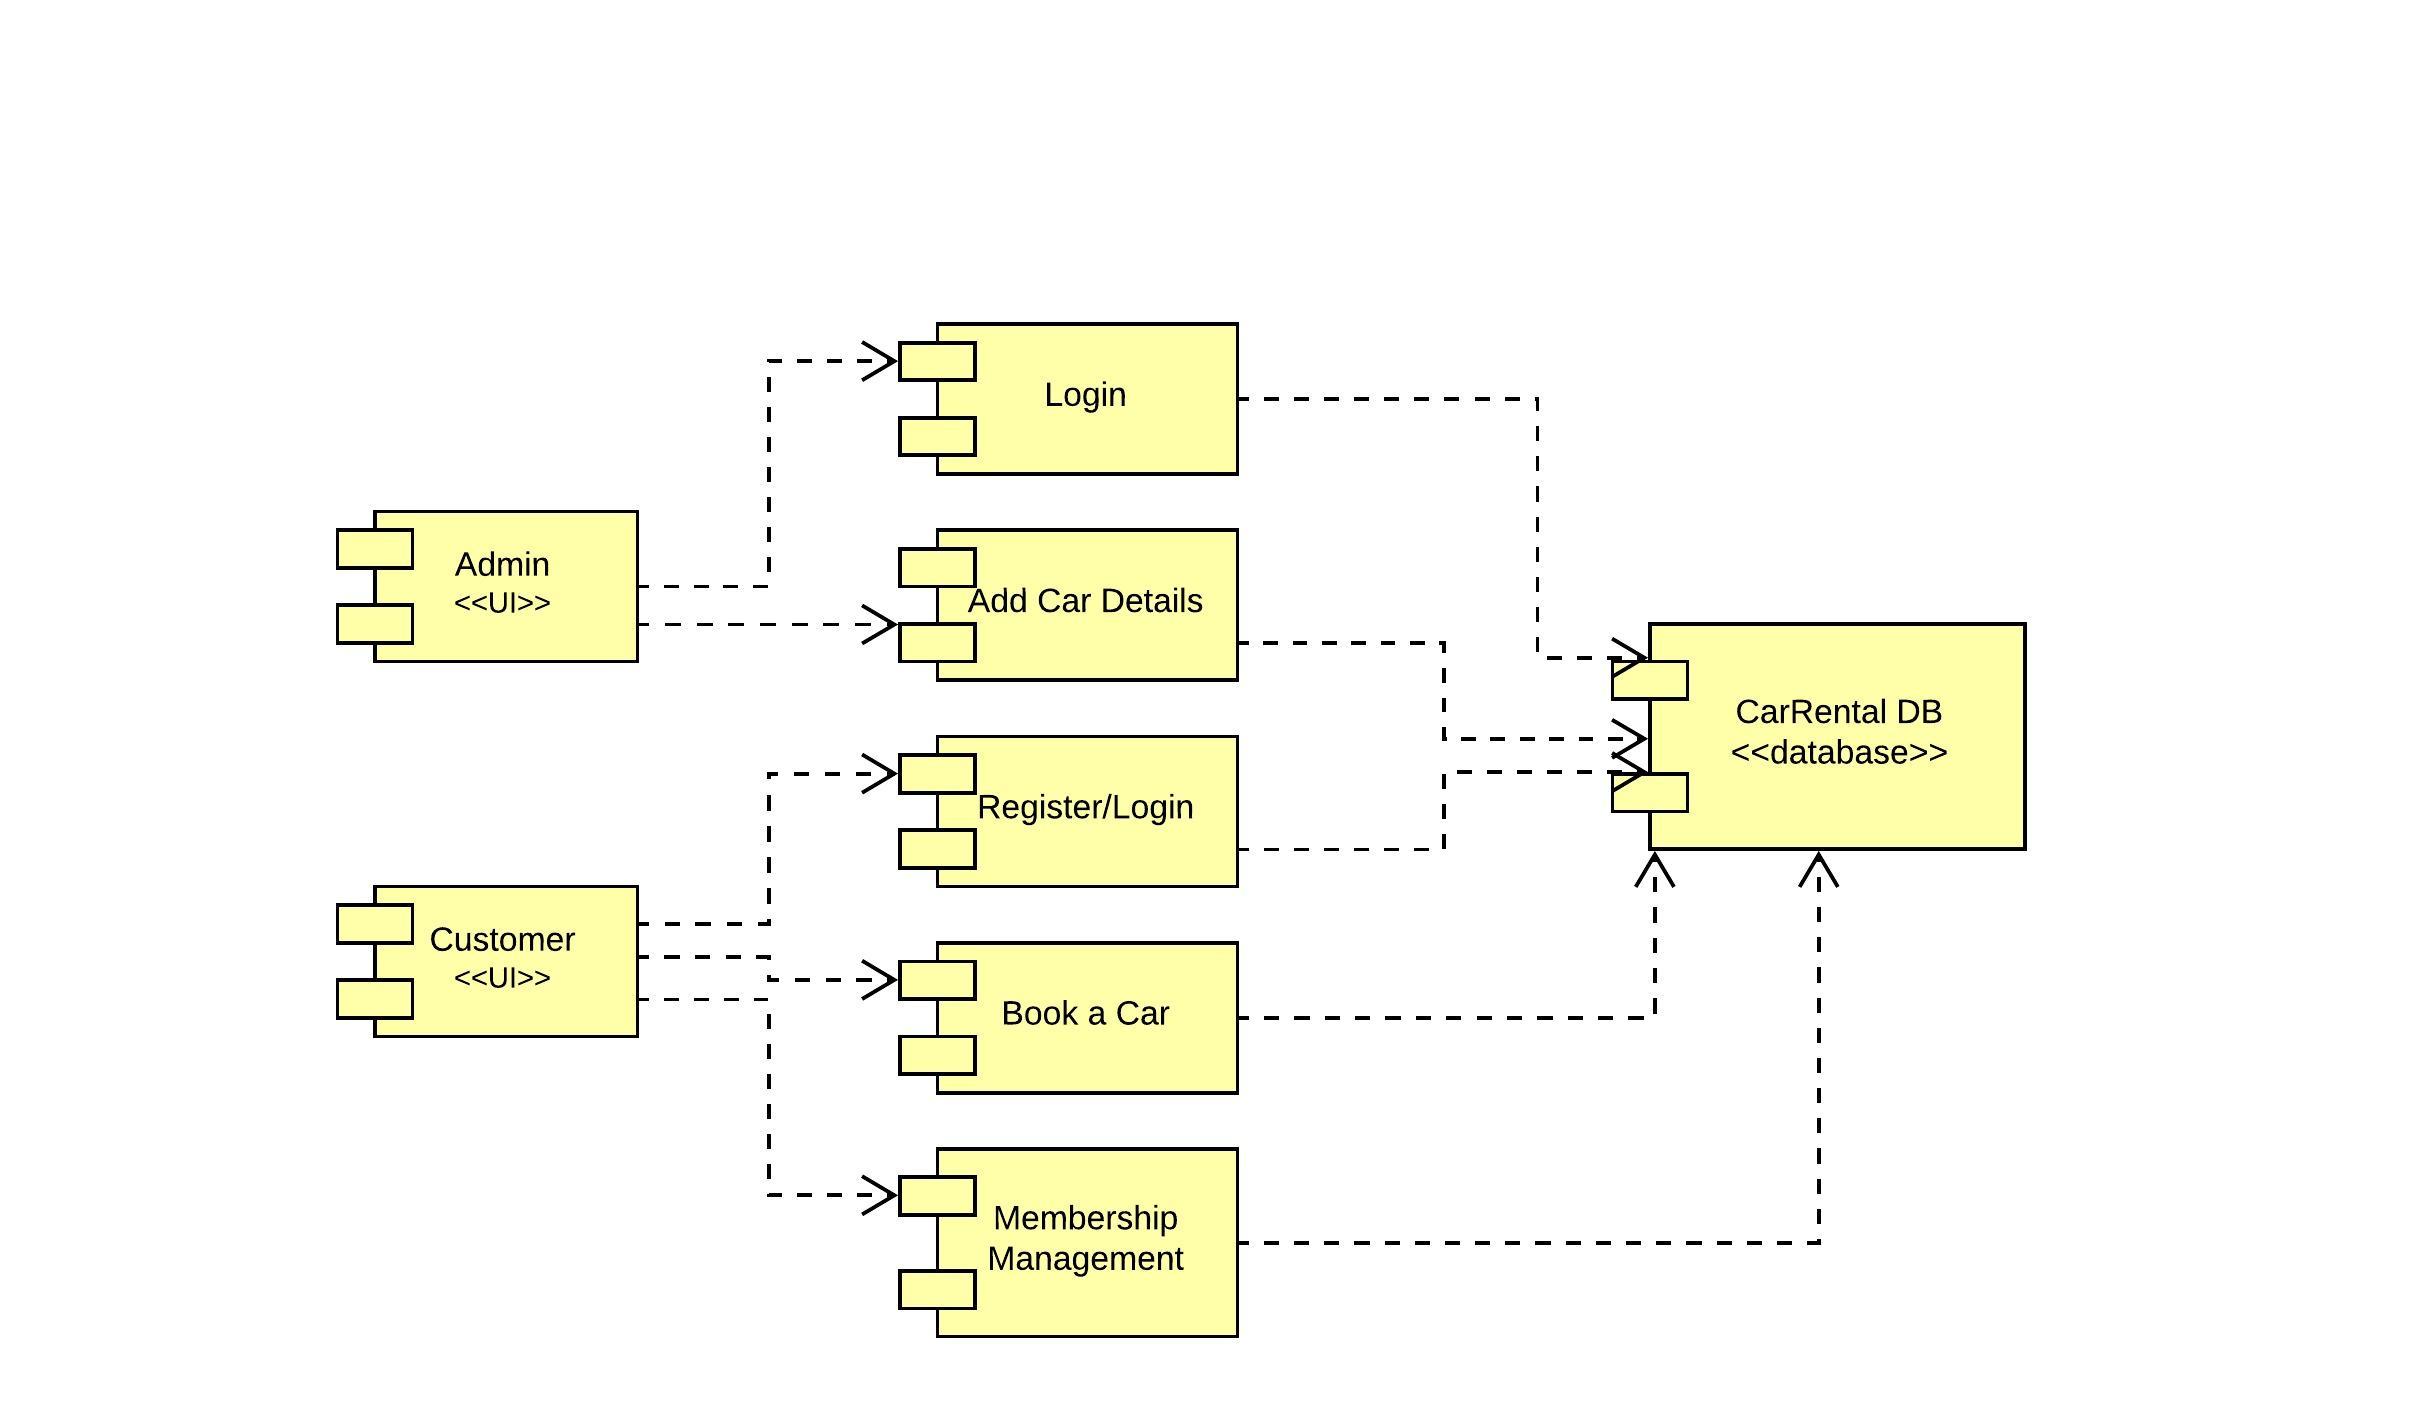 Login
Admin
<<UI>>
Add Car Details
CarRental DB
<<database>>
Register/Login
Customer
<<UI>>
Book a Car
Membership
Management